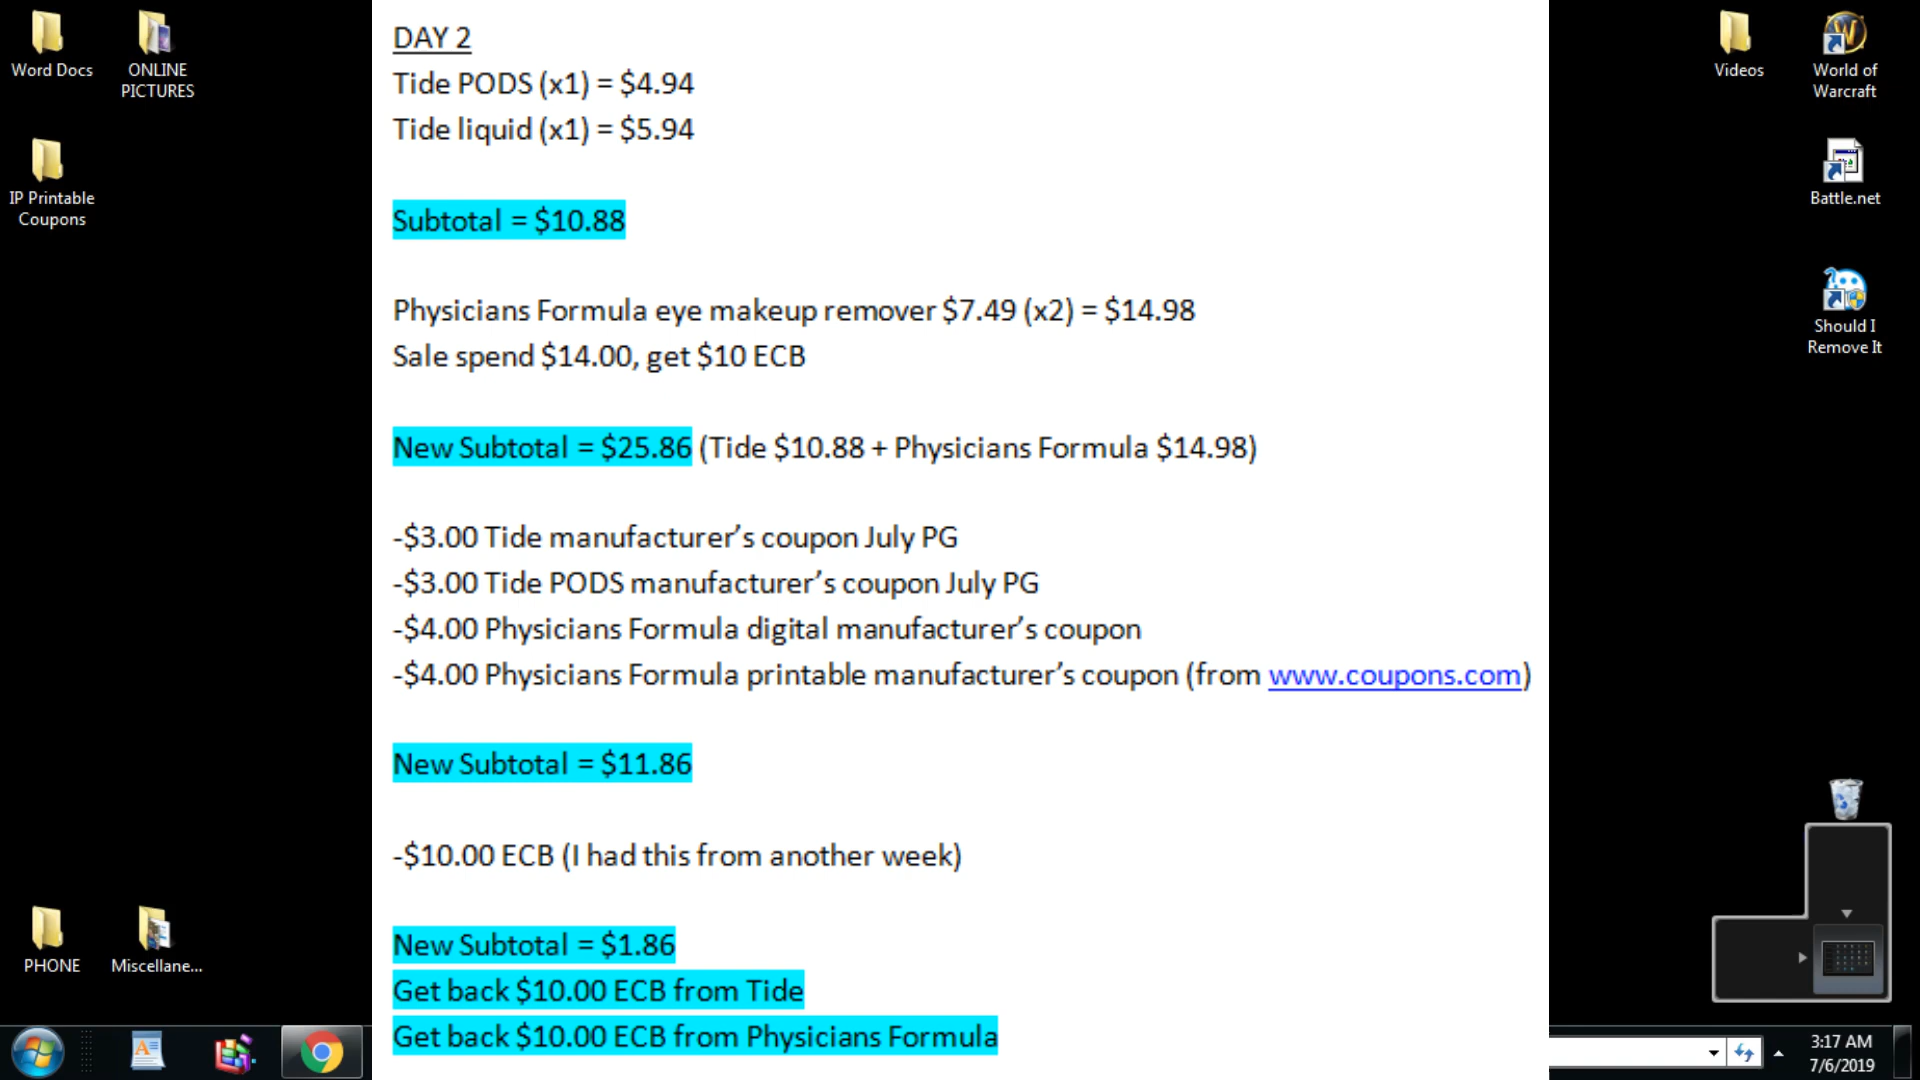 Word Docs
ONLINE
PICTURES
IP Printable
Coupons
PHONE
Miscellane...
DAY 2
Tide PODS (x1) = $4.94
Tide liquid (x1) = $5.94
Subtotal = $10.88
Physicians Formula eye makeup remover $7.49 (x2) = $14.98
Sale spend $14.00, get $10 ECB
New Subtotal = $25.86 (Tide $10.88 + Physicians Formula $14.98)
-$3.00 Tide manufacturer’s coupon July PG
-$3.00 Tide PODS manufacturer’s coupon July PG
-$4.00 Physicians Formula digital manufacturer’s coupon
-$4.00 Physicians Formula printable manufacturer’s coupon (from www.coupons.com)
New Subtotal = $11.86
-$10.00 ECB (I had this from another week)
New Subtotal = $1.86
Get back $10.00 ECB from Tide
Get back $10.00 ECB from Physicians Formula
Videos
World of
Warcraft
Battle.net
Should I
Remove It
3:17 AM
7/6/2019